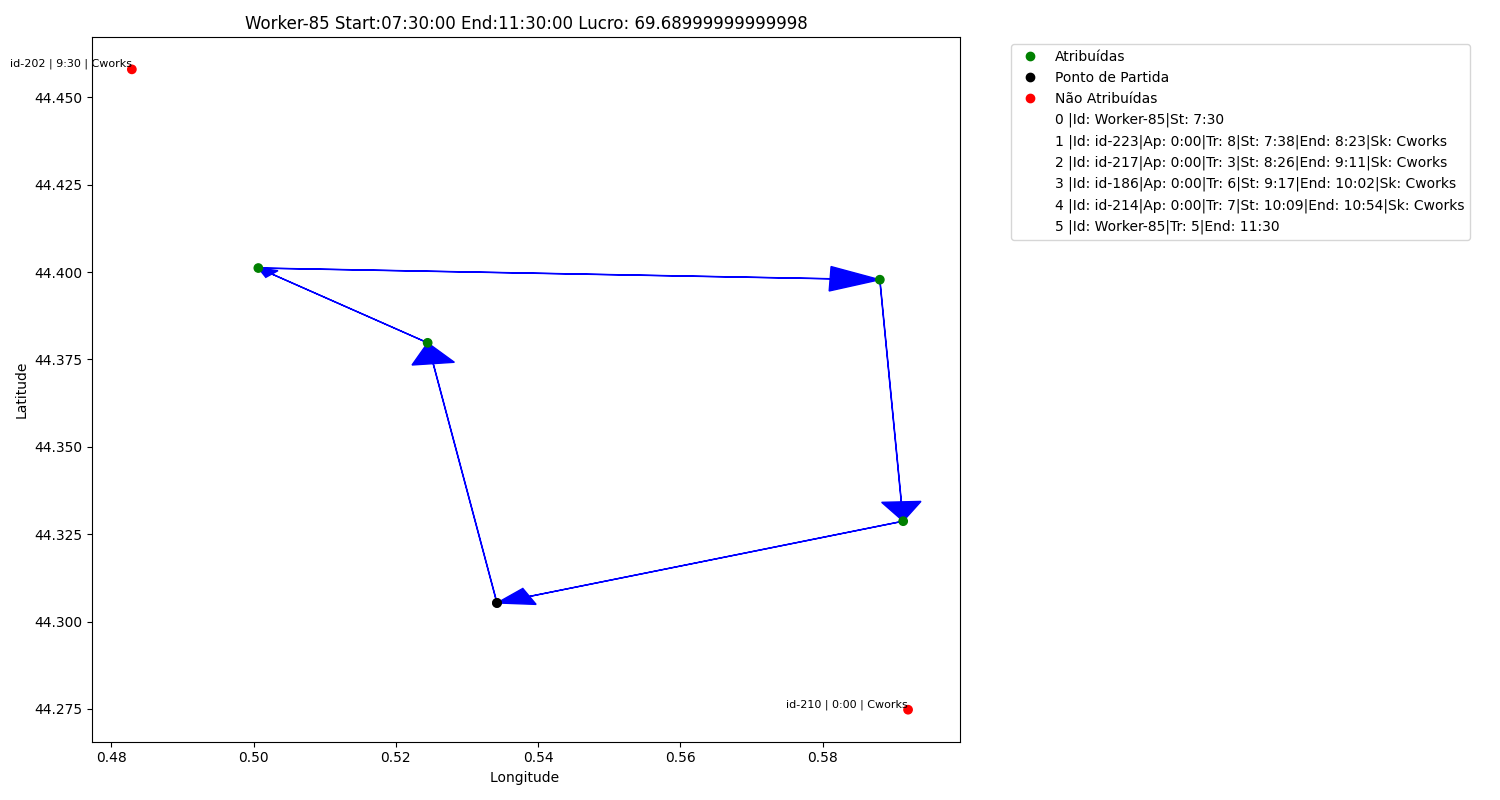 Worker-85 Start:07:30:00 End:11:30:00 Lucro: 69.68999999999998
id-202 | 9:30 | Cworks
44.450
44.425
44.400
44.375
44.350
44.325
44.300
44.275
Latitude
id-210 | 0:00 | Cworks
0.48
0.50
0.52
0.54
0.56
0.58
Longitude
Atribuídas
Ponto de Partida
Não Atribuídas
0 |Id: Worker-85|St: 7:30
1 |Id: id-223|Ap: 0:00|Tr: 8|St: 7:38|End: 8:23|Sk: Cworks
2 |Id: id-217|Ap: 0:00|Tr: 3|St: 8:26|End: 9:11|Sk: Cworks
3 |Id: id-186|Ap: 0:00|Tr: 6|St: 9:17|End: 10:02|Sk: Cworks
4 |Id: id-214|Ap: 0:00|Tr: 7|St: 10:09|End: 10:54|Sk: Cworks
5 |Id: Worker-85|Tr: 5|End: 11:30